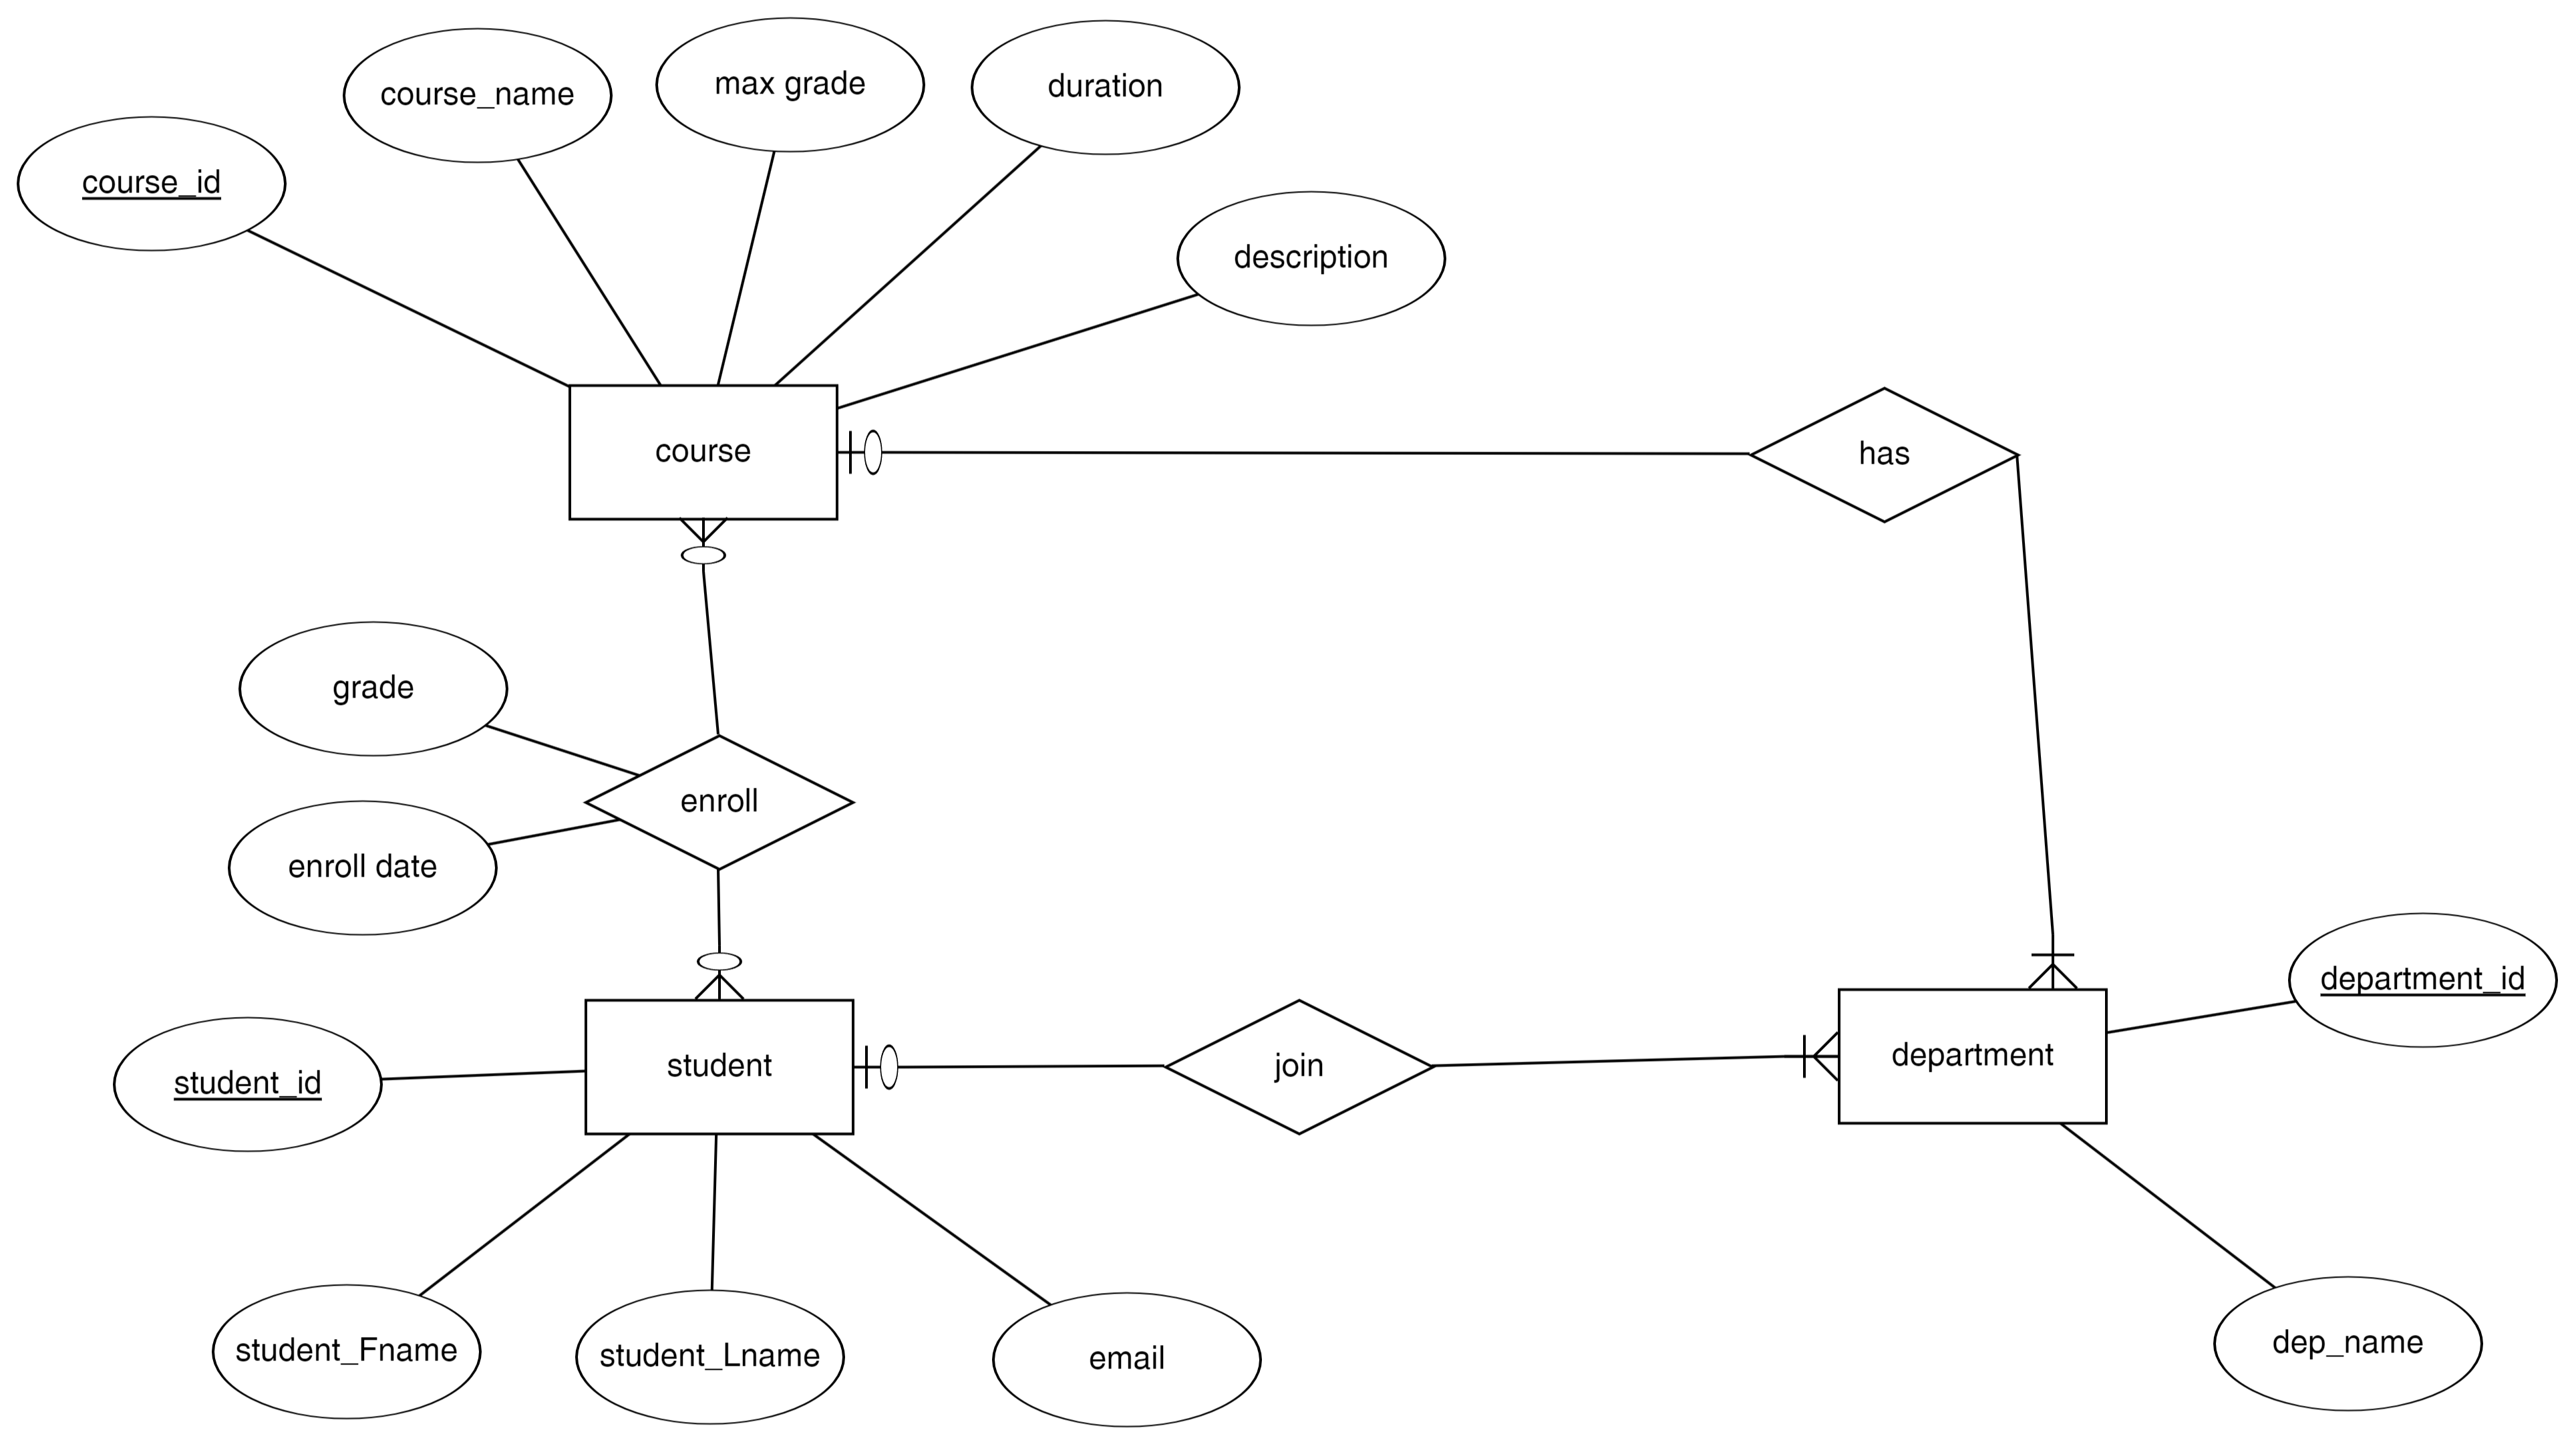 course_name
max grade
duration
course_id
description
course
has
grade
enroll
enroll date
department_id
student
join
department
student_id
student_Fname
student_Lname
email
dep_name